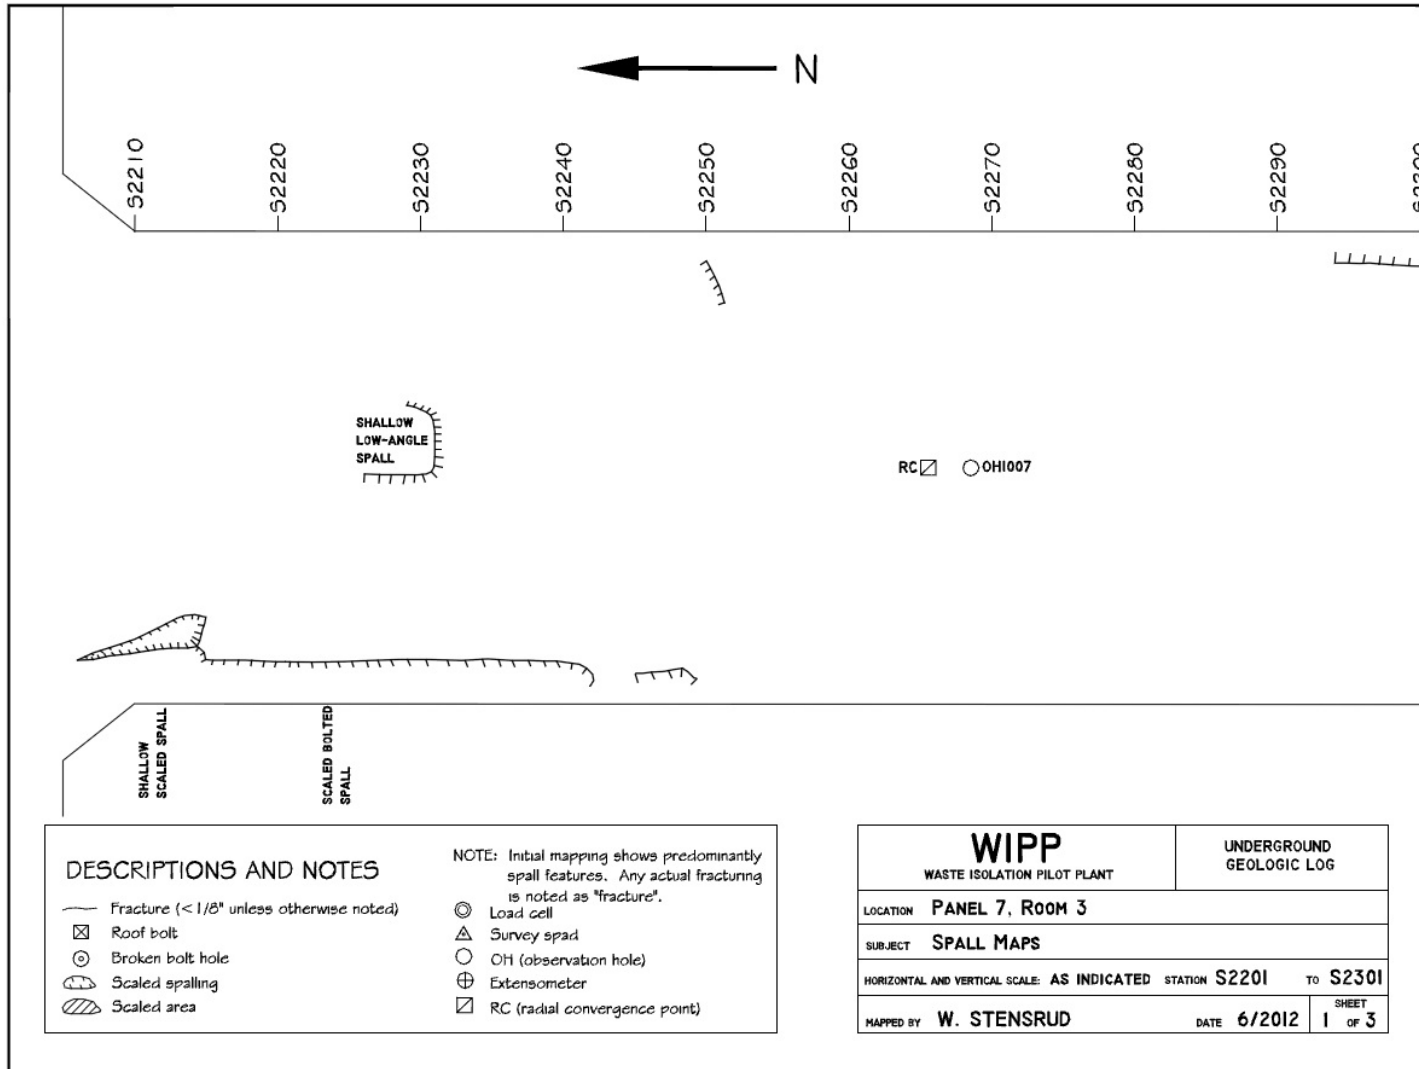 N
S2210
S2220
S2230
S2240
S2250
S2260
S2270
S2280
S2290
SHALLOW
LOW-ANGLE
SPALL
RC
OH1007
SHALLOW
SCALED SPALL
SCALED BOLTED
SPALL
DESCRIPTIONS AND NOTES
Fracture (<1/8" unless otherwise noted)
Roof bolt
Broken bolt hole
Scaled spalling
Scaled area
NOTE: Initial mapping shows predominantly
spall features. Any actual fracturing
is noted as "fracture".
Load cell
Survey spad
OH (observation hole)
Extensometer
RC (radial convergence point)
WIPP
WASTE ISOLATION PILOT PLANT
UNDERGROUND
GEOLOGIC LOG
LOCATION PANEL 7, ROOM 3
SUBJECT SPALL MAPS
HORIZONTAL AND VERTICAL SCALE: AS INDICATED STATION S2201 TO S2301
MAPPED BY W. STENSRUD DATE 6/2012
SHEET
1 OF 3